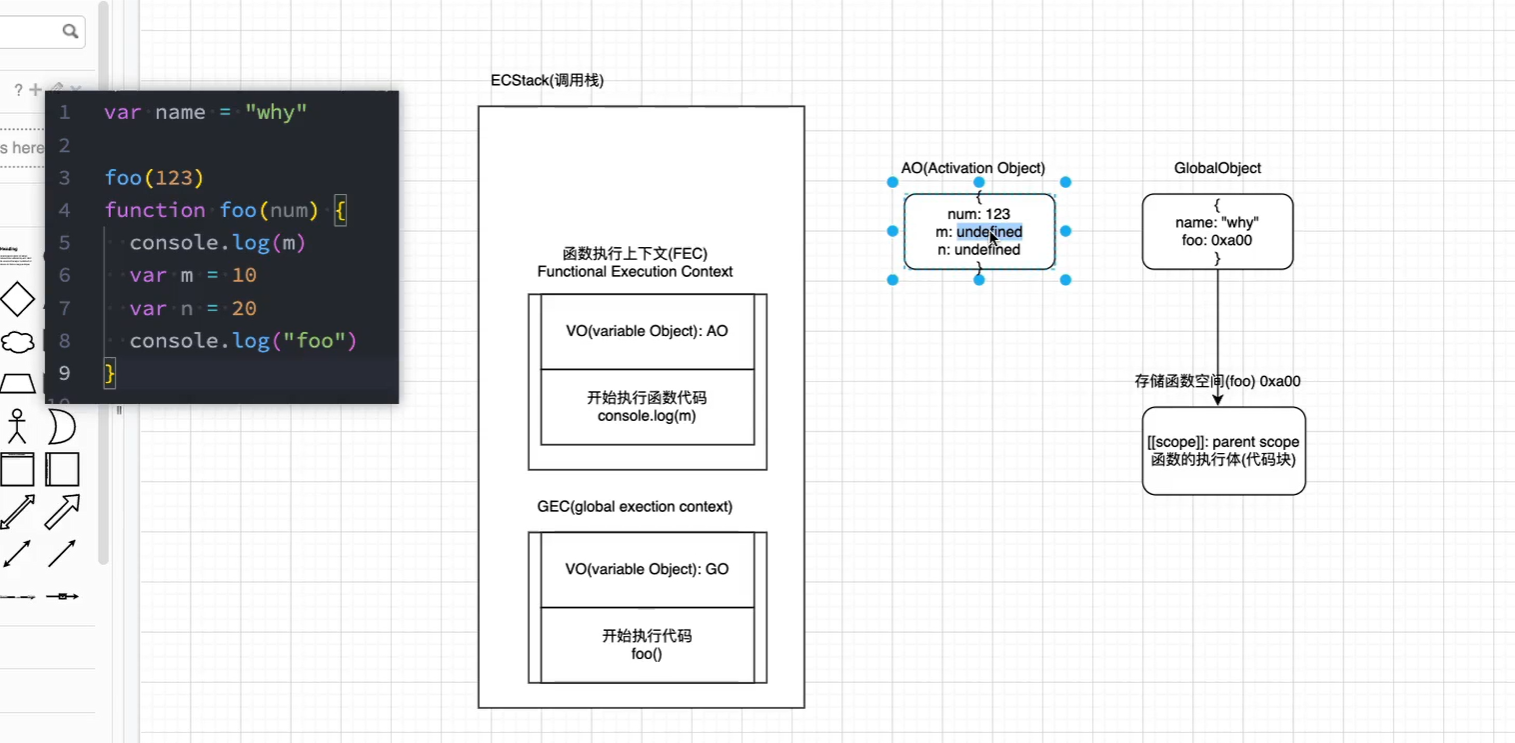 ? +
s here
Heading
1 var name = "why"
2
3 foo(123)
4 function foo(num) {
5 console.log(m)
6 var m = 10
7 var n = 20
8 console.log("foo")
9 }
10
ECStack(调用栈)
函数执行上下文(FEC)
Functional Execution Context
VO(variable Object): AO
开始执行函数代码
console.log(m)
GEC(global exection context)
VO(variable Object): GO
开始执行代码
foo()
AO(Activation Object)
{
num: 123
m: undefined
n: undefined
}
GlobalObject
{
name: "why"
foo: 0xa00
}
存储函数空间(foo) 0xa00
[[scope]]: parent scope
函数的执行体(代码块)